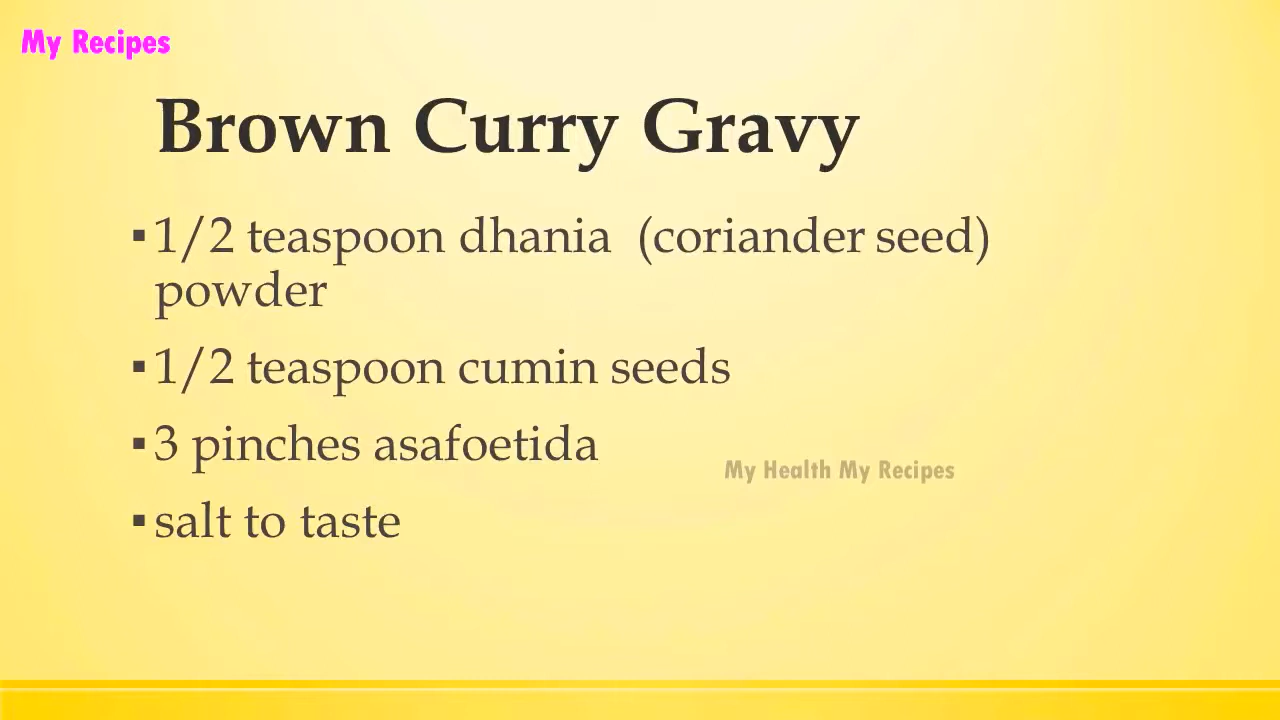 My Recipes
Brown Curry Gravy
▪1/2 teaspoon dhania (coriander seed)
powder
▪1/2 teaspoon cumin seeds
▪3 pinches asafoetida
My Health My Recipes
▪salt to taste